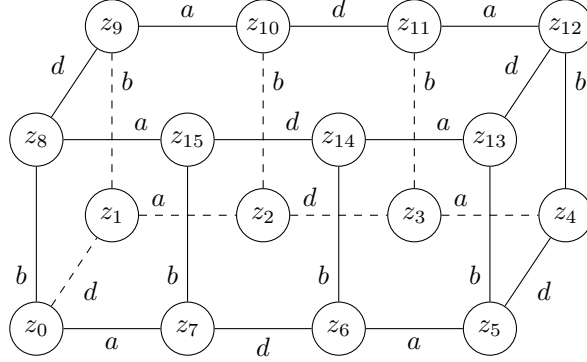 a d a
z9 z10 z11 z12
d b b b d b
z8 a z15 d z14 a z13
z1 a z2 d z3 a z4
b d b b b d
z0 a z7 d z6 a z5